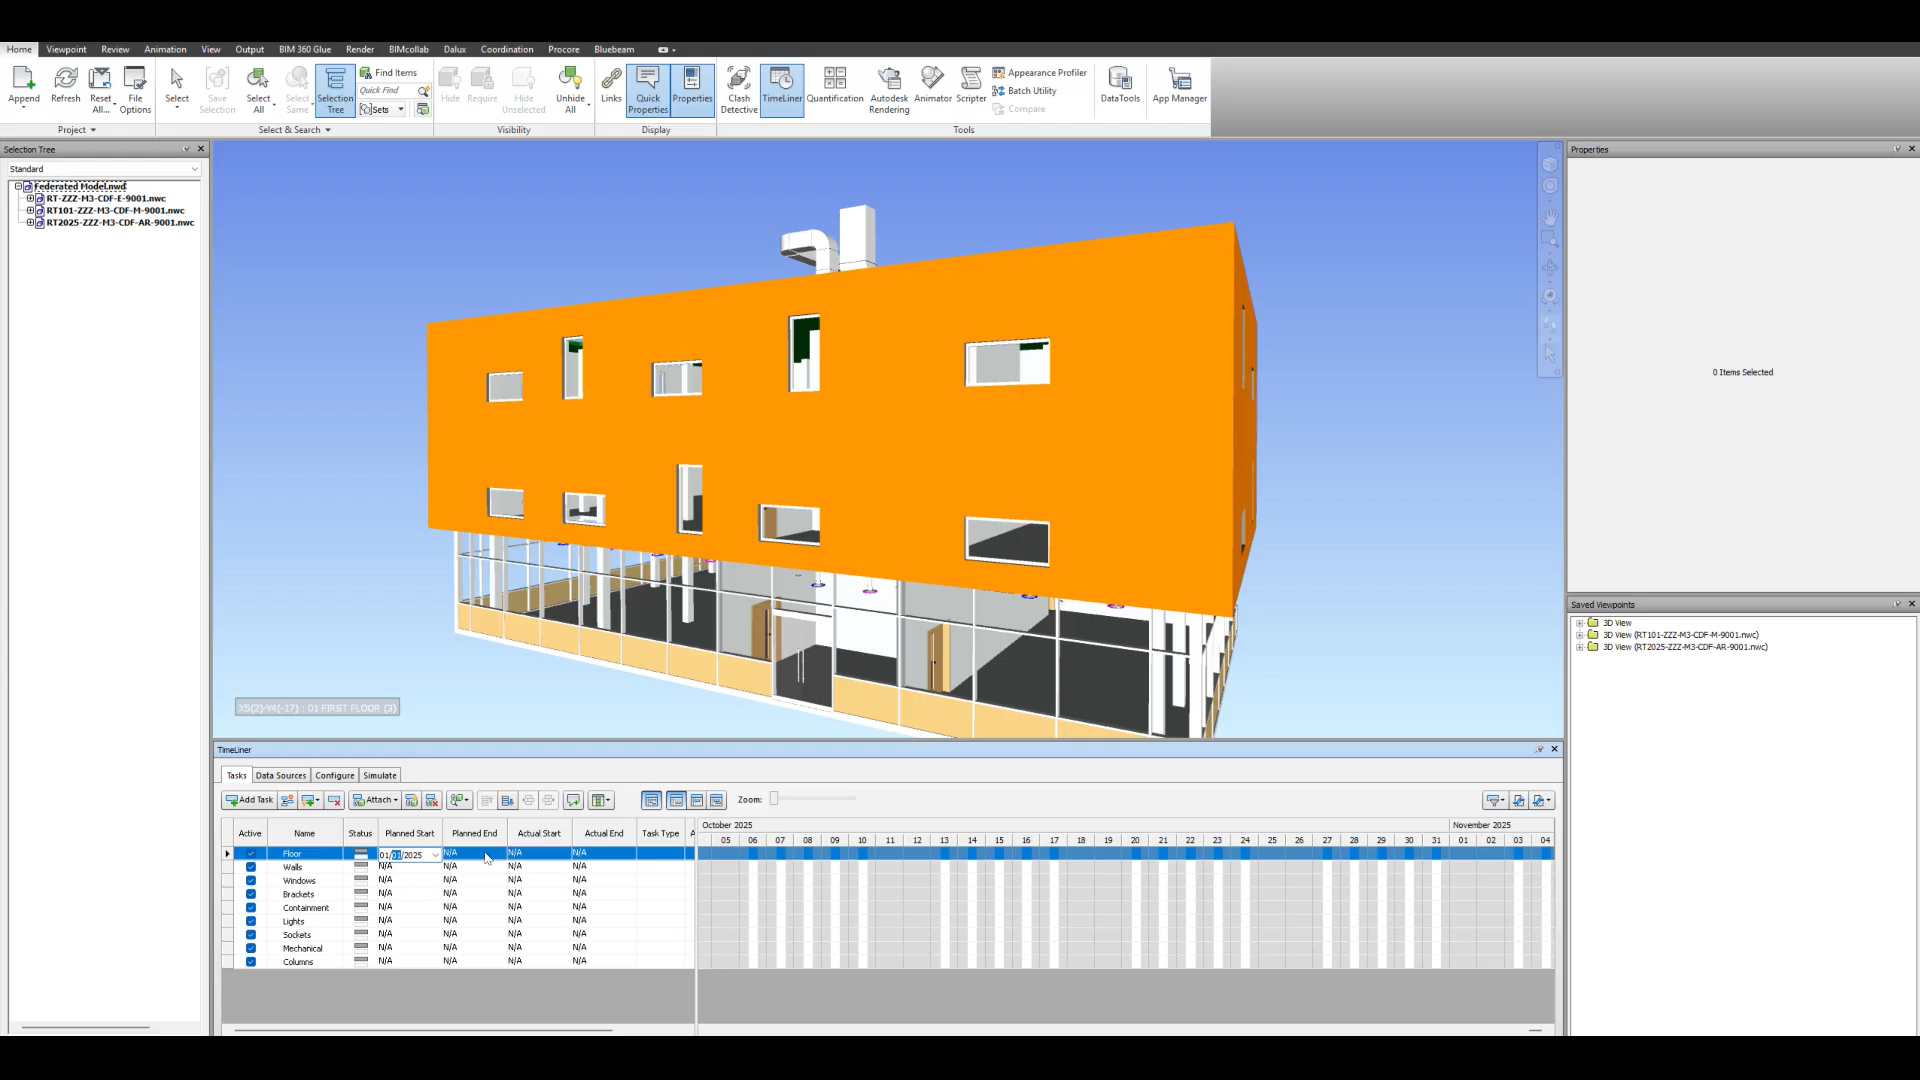 Home Viewpoint Review Animation View Output BIM 360 Glue Render BIMcollab Dalux Coordination Procore Bluebeam
Append Refresh Reset All... File Options
Project
Select Save Selection Select All Select Same Selection Tree
Find Items
Quick Find
Sets
Select & Search
Hide Require Hide Unselected Unhide All
Visibility
Links Quick Properties Properties
Display
Clash Detective TimeLiner Quantification Autodesk Rendering Animator Scripter
Appearance Profiler
Batch Utility
Compare
DataTools App Manager
Tools
Selection Tree
Standard
Federated Model.nwd
RT-ZZZ-M3-CDF-E-9001.nwc
RT101-ZZZ-M3-CDF-M-9001.nwc
RT2025-ZZZ-M3-CDF-AR-9001.nwc
X5(2)-Y4(-17) : 01 FIRST FLOOR (3)
Properties
0 Items Selected
Saved Viewpoints
3D View
3D View (RT101-ZZZ-M3-CDF-M-9001.nwc)
3D View (RT2025-ZZZ-M3-CDF-AR-9001.nwc)
TimeLiner
Tasks Data Sources Configure Simulate
Add Task Attach Zoom:
Active Name Status Planned Start Planned End Actual Start Actual End Task Type A
October 2025 November 2025
05 06 07 08 09 10 11 12 13 14 15 16 17 18 19 20 21 22 23 24 25 26 27 28 29 30 31 01 02 03 04
Floor 01/01/2025 N/A N/A N/A
Walls N/A N/A N/A N/A
Windows N/A N/A N/A N/A
Brackets N/A N/A N/A N/A
Containment N/A N/A N/A N/A
Lights N/A N/A N/A N/A
Sockets N/A N/A N/A N/A
Mechanical N/A N/A N/A N/A
Columns N/A N/A N/A N/A